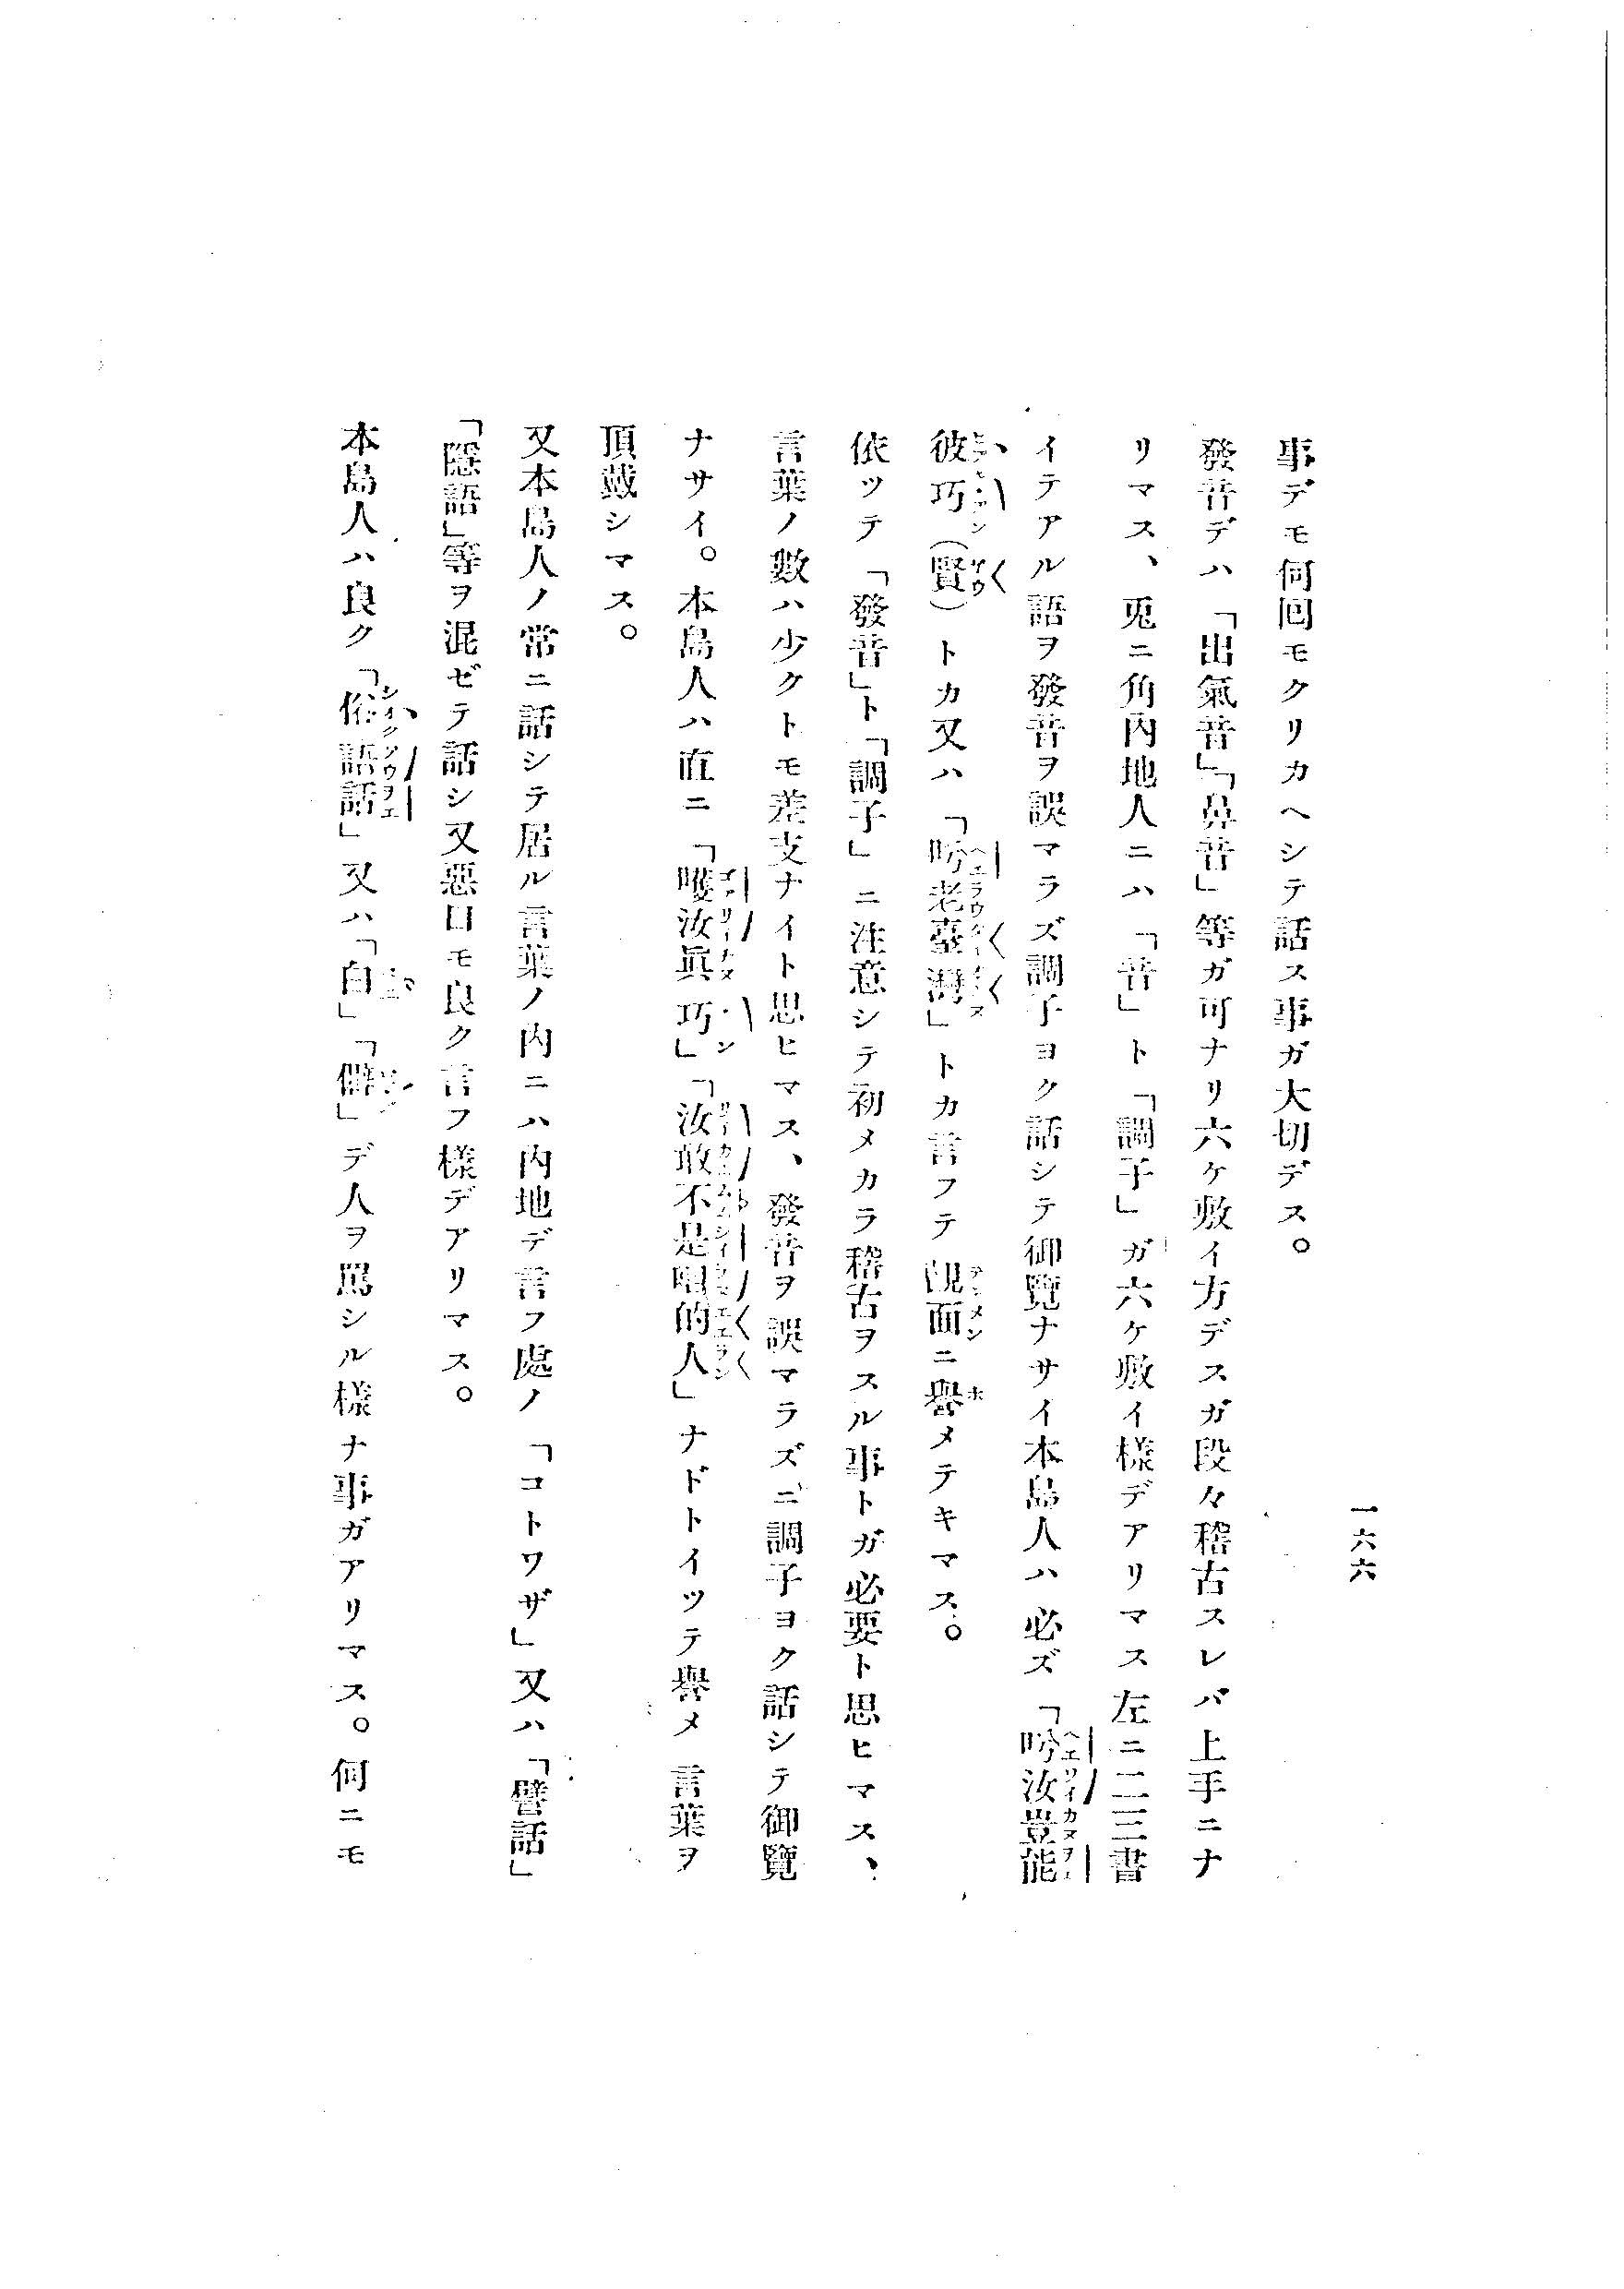 一六六
事デモ何回モクリカヘシテ話ス事ガ大切デス。
發音デハ「出氣音」「鼻音」等ガ可ナリ六ケ敷イ方デスガ段々稽古スレバ上手ニナ
リマス、兎ニ角內地人ニハ「音」ト「調子」ガ六ケ敷イ樣デアリマス左ニ二三書
イテアル語ヲ發音ヲ誤マラズ調子ヨク話シテ御覽ナサイ本島人ハ必ズ「吟汝豈能
彼巧(賢)トカ又ハ「吟老臺灣」トカ言フテ覿面ニ譽メテキマス。
依ツテ「發音」ト「調子」ニ注意シテ初メカラ稽古ヲスル事トガ必要ト思ヒマス、
言葉ノ數ハ少クトモ差支ナイト思ヒマス、發音ヲ誤マラズニ調子ヨク話シテ御覽
ナサイ。本島人ハ直ニ「嚄汝眞巧」「汝敢不是咱的人」ナドトイツテ譽メ言葉ヲ
頂戴シマス。
又本島人ノ常ニ話シテ居ル言葉ノ內ニハ內地デ言フ處ノ「コトワザ」又ハ「譬話」
「隱語」等ヲ混ゼテ話シ又惡口モ良ク言フ樣デアリマス。
本島人ハ良ク「俗語話」又ハ「白」「僻」デ人ヲ罵シル樣ナ事ガアリマス。何ニモ